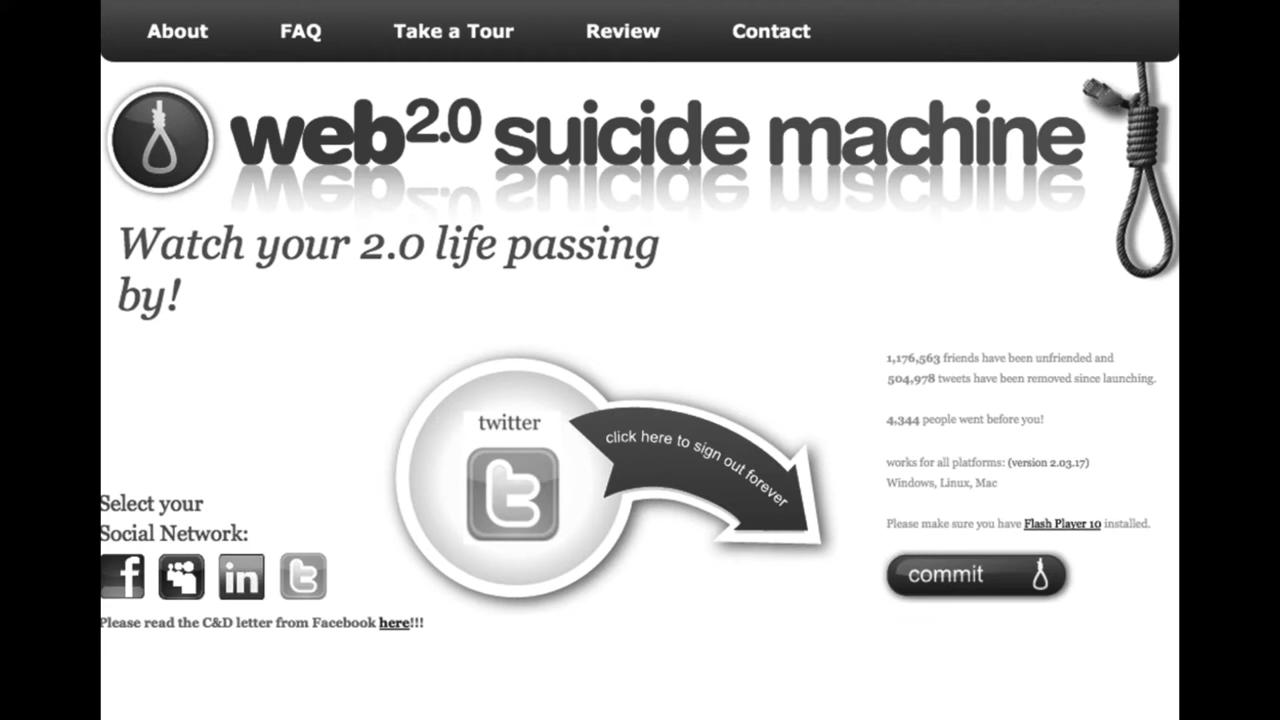 About FAQ Take a Tour Review Contact
web2.0 suicide machine
Watch your 2.0 life passing
by!
1,176,563 friends have been unfriended and
504,978 tweets have been removed since launching.
4,344 people went before you!
works for all platforms: (version 2.03.17)
Windows, Linux, Mac
Please make sure you have Flash Player 10 installed.
commit
twitter
t
click here to sign out forever
Select your
Social Network:
f in t
Please read the C&D letter from Facebook here!!!